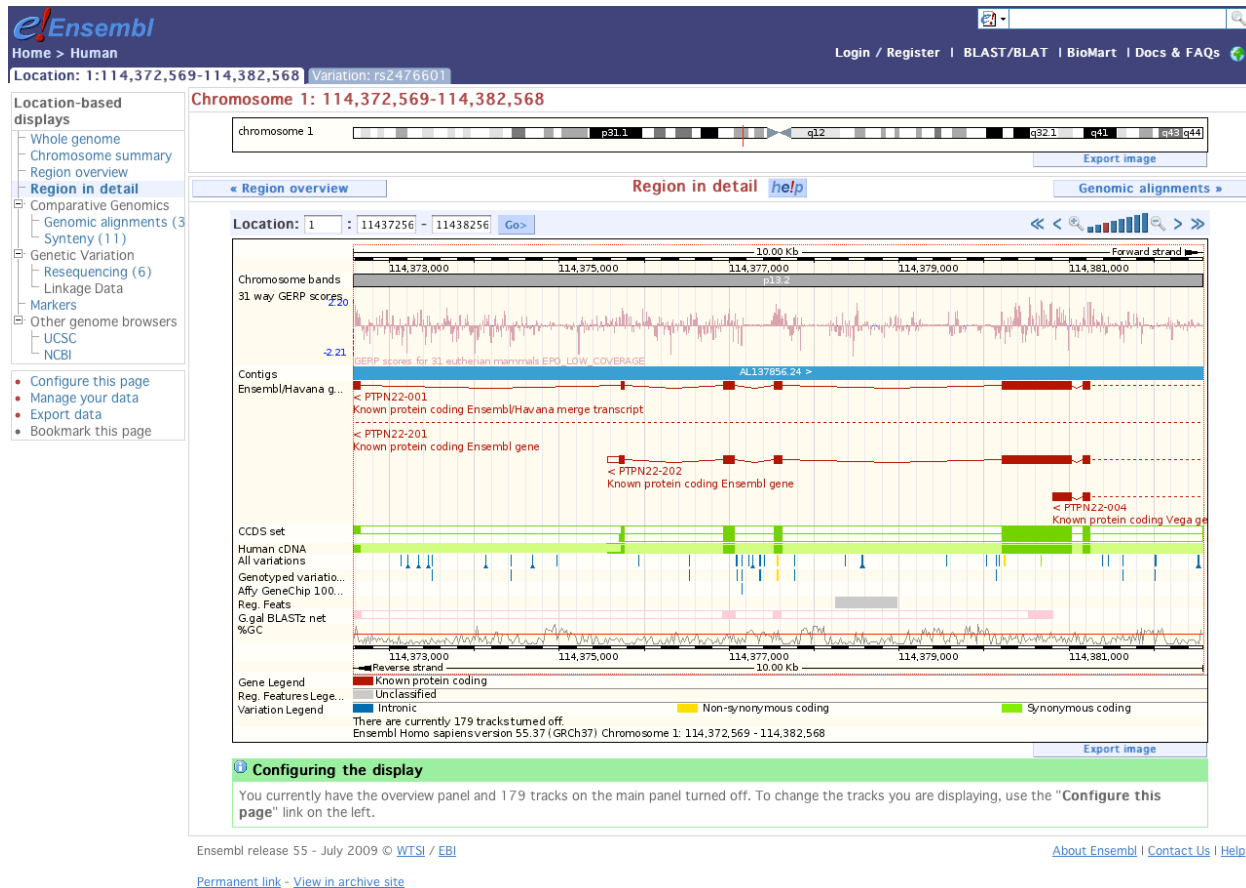 e!Ensembl
Home > Human
Login / Register | BLAST/BLAT | BioMart | Docs & FAQs
Location: 1:114,372,569-114,382,568
Variation: rs2476601
Location-based
displays
Whole genome
Chromosome summary
Region overview
Region in detail
Comparative Genomics
Genomic alignments (3
Synteny (11)
Genetic Variation
Resequencing (6)
Linkage Data
Markers
Other genome browsers
UCSC
NCBI
Configure this page
Manage your data
Export data
Bookmark this page
Chromosome 1: 114,372,569-114,382,568
chromosome 1 p31.1 q12 q32.1 q41 q43 q44
Export image
« Region overview
Region in detail he!p
Genomic alignments »
Location: 1 : 11437256 - 11438256 Go>
10.00 Kb Forward strand
114,373,000 114,375,000 114,377,000 114,379,000 114,381,000
Chromosome bands p13.2
31 way GERP scores
2.20
-2.21
GERP scores for 31 eutherian mammals EPO_LOW_COVERAGE
Contigs AL137856.24 >
Ensembl/Havana g...
< PTPN22-001
Known protein coding Ensembl/Havana merge transcript
< PTPN22-201
Known protein coding Ensembl gene
< PTPN22-202
Known protein coding Ensembl gene
< PTPN22-004
Known protein coding Vega ge
CCDS set
Human cDNA
All variations
Genotyped variatio...
Affy GeneChip 100...
Reg. Feats
G.gal BLASTz net
%GC
114,373,000 114,375,000 114,377,000 114,379,000 114,381,000
Reverse strand 10.00 Kb
Gene Legend Known protein coding
Reg. Features Lege... Unclassified
Variation Legend Intronic Non-synonymous coding Synonymous coding
There are currently 179 tracks turned off.
Ensembl Homo sapiens version 55.37 (GRCh37) Chromosome 1: 114,372,569 - 114,382,568
Export image
Configuring the display
You currently have the overview panel and 179 tracks on the main panel turned off. To change the tracks you are displaying, use the "Configure this
page" link on the left.
Ensembl release 55 - July 2009 © WTSI / EBI
About Ensembl | Contact Us | Help
Permanent link - View in archive site